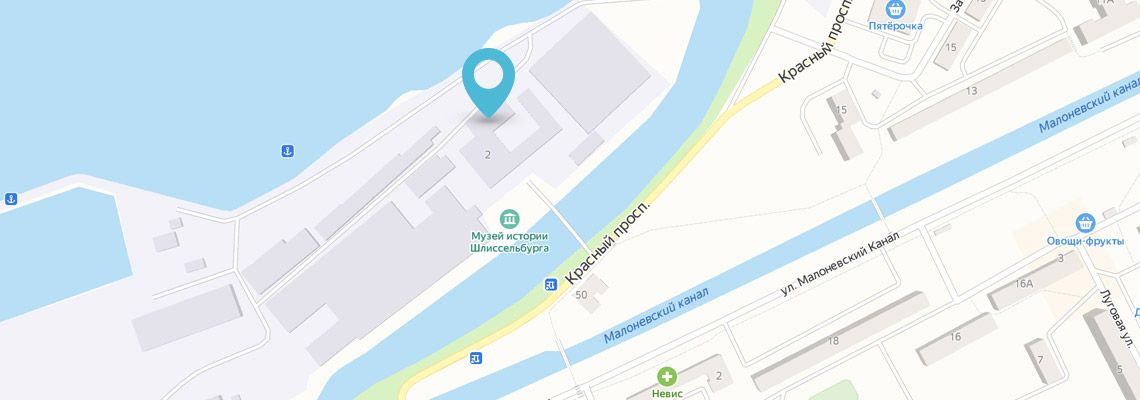 За
11А
Пятёрочка
Красный просп.
15
13
15
Малоневский канал
2
Музей истории
Шлиссельбурга
Красный просп.
ул. Малоневский Канал
Овощи-фрукты
3
16А
50
Малоневский канал
Луговая ул.
Д
18
16
7
5
2
Невис